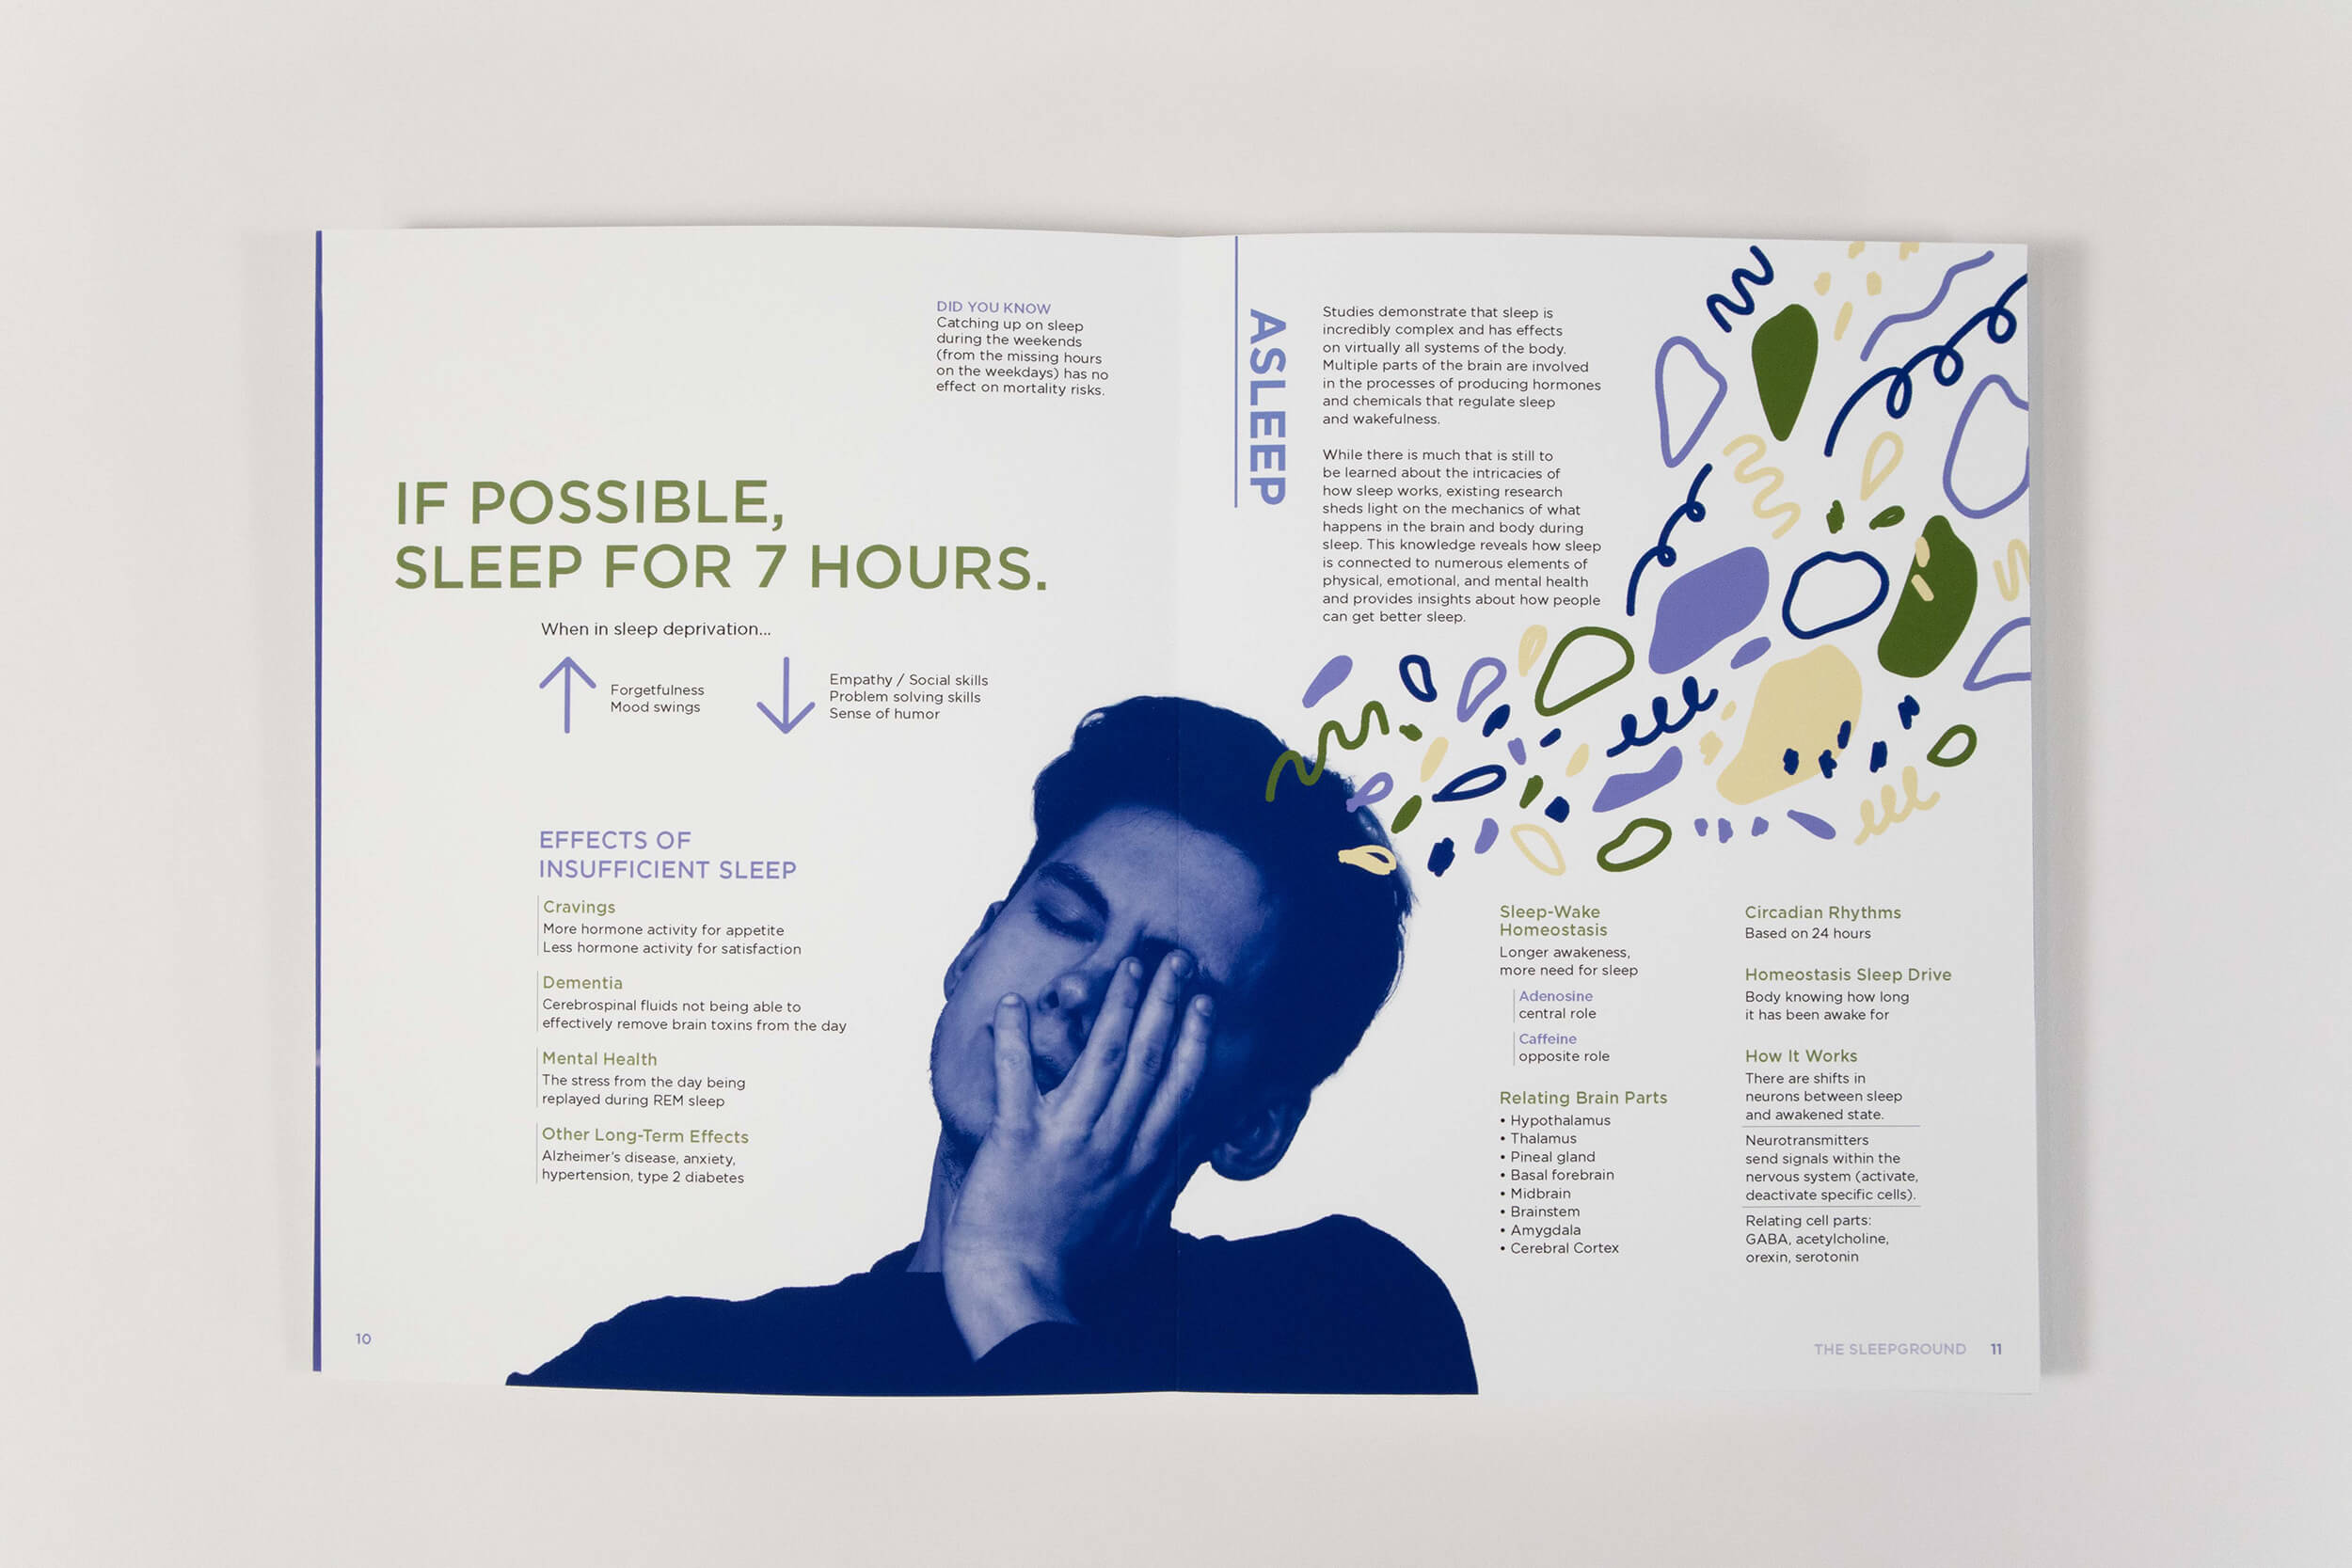 DID YOU KNOW
Catching up on sleep
during the weekends
(from the missing hours
on the weekdays) has no
effect on mortality risks.
IF POSSIBLE,
SLEEP FOR 7 HOURS.
When in sleep deprivation...
Forgetfulness
Mood swings
Empathy / Social skills
Problem solving skills
Sense of humor
EFFECTS OF
INSUFFICIENT SLEEP
Cravings
More hormone activity for appetite
Less hormone activity for satisfaction
Dementia
Cerebrospinal fluids not being able to
effectively remove brain toxins from the day
Mental Health
The stress from the day being
replayed during REM sleep
Other Long-Term Effects
Alzheimer's disease, anxiety,
hypertension, type 2 diabetes
10
ASLEEP
Studies demonstrate that sleep is
incredibly complex and has effects
on virtually all systems of the body.
Multiple parts of the brain are involved
in the processes of producing hormones
and chemicals that regulate sleep
and wakefulness.
While there is much that is still to
be learned about the intricacies of
how sleep works, existing research
sheds light on the mechanics of what
happens in the brain and body during
sleep. This knowledge reveals how sleep
is connected to numerous elements of
physical, emotional, and mental health
and provides insights about how people
can get better sleep.
Sleep-Wake
Homeostasis
Longer awakeness,
more need for sleep
Adenosine
central role
Caffeine
opposite role
Relating Brain Parts
• Hypothalamus
• Thalamus
• Pineal gland
• Basal forebrain
• Midbrain
• Brainstem
• Amygdala
• Cerebral Cortex
Circadian Rhythms
Based on 24 hours
Homeostasis Sleep Drive
Body knowing how long
it has been awake for
How It Works
There are shifts in
neurons between sleep
and awakened state.
Neurotransmitters
send signals within the
nervous system (activate,
deactivate specific cells).
Relating cell parts:
GABA, acetylcholine,
orexin, serotonin
THE SLEEPGROUND 11